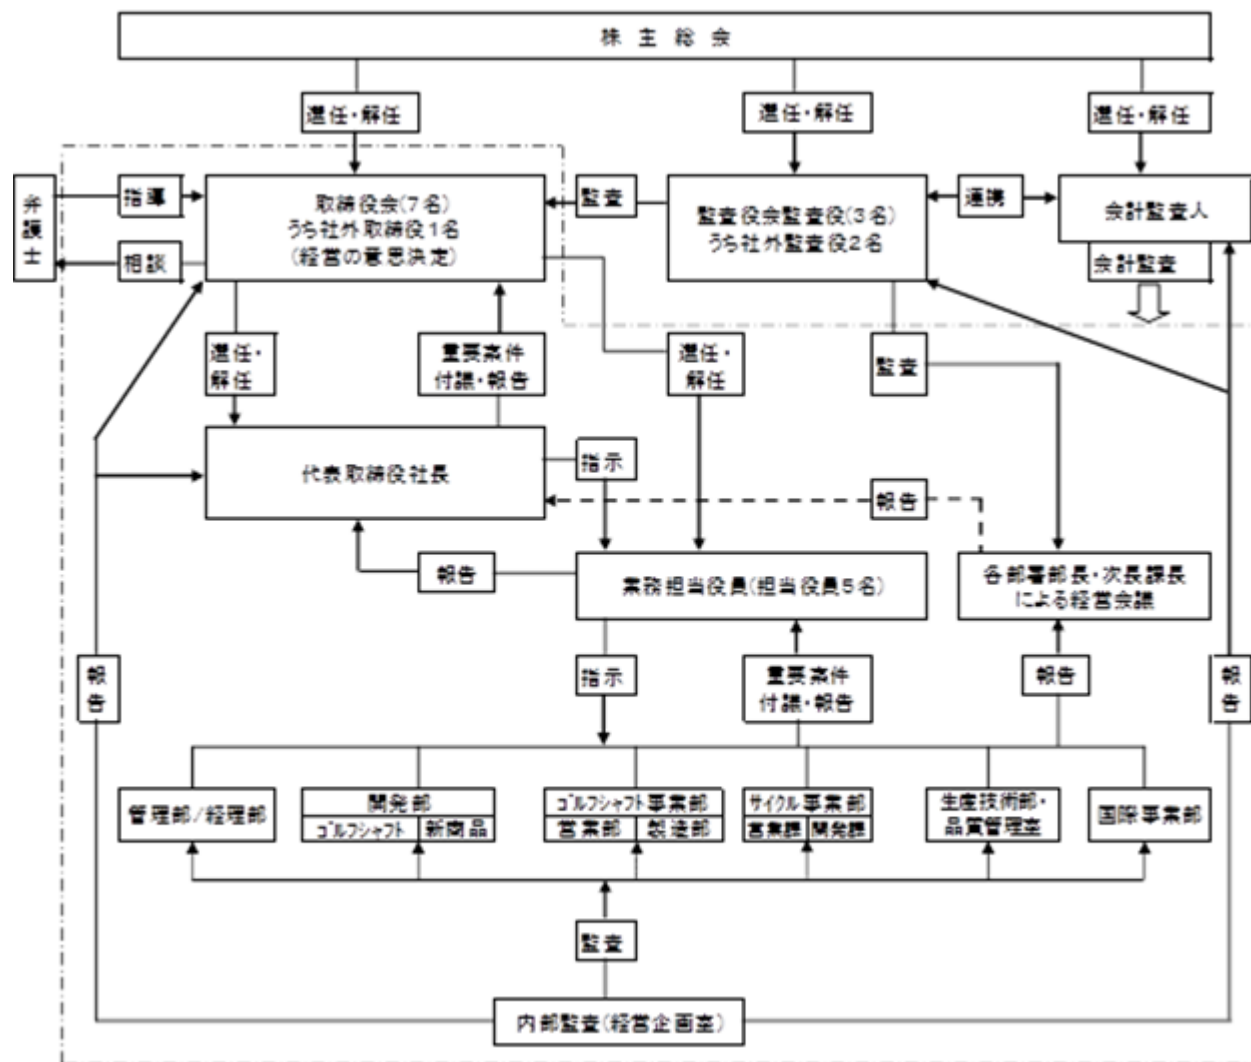 株主総会
選任・解任
選任・解任
選任・解任
弁護士
指導
相談
取締役会(7名)
うち社外取締役1名
(経営の意思決定)
監査
監査役会監査役(3名)
うち社外監査役2名
連携
会計監査人
会計監査
選任・
解任
重要案件
付議・報告
選任・
解任
監査
代表取締役社長
指示
報告
報告
業務担当役員(担当役員5名)
各部署部長・次長課長
による経営会議
報告
指示
重要案件
付議・報告
報告
報告
管理部/経理部
開発部
ゴルフシャフト
新商品
ゴルフシャフト事業部
営業部
製造部
サイクル事業部
営業課
開発課
生産技術部・
品質管理室
国際事業部
監査
内部監査(経営企画室)